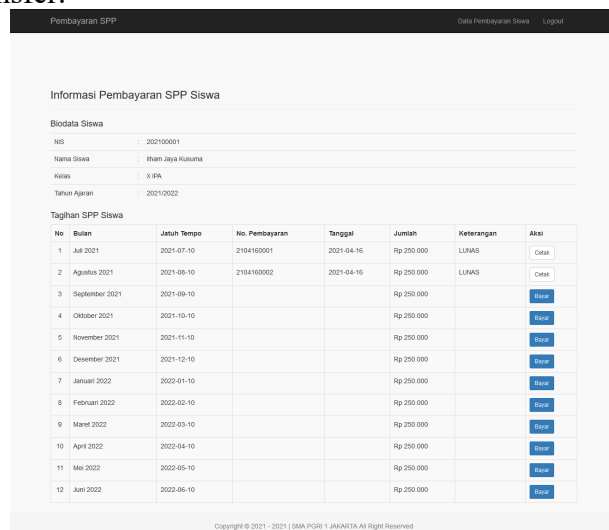 Pembayaran SPP Data Pembayaran Siswa Logout
Informasi Pembayaran SPP Siswa
Biodata Siswa
NIS : 202100001
Nama Siswa : Ilham Jaya Kusuma
Kelas : X IPA
Tahun Ajaran : 2021/2022
Tagihan SPP Siswa
No Bulan Jatuh Tempo No. Pembayaran Tanggal Jumlah Keterangan Aksi
1 Juli 2021 2021-07-10 2104160001 2021-04-16 Rp 250.000 LUNAS Cetak
2 Agustus 2021 2021-08-10 2104160002 2021-04-16 Rp 250.000 LUNAS Cetak
3 September 2021 2021-09-10 Rp 250.000 Bayar
4 Oktober 2021 2021-10-10 Rp 250.000 Bayar
5 November 2021 2021-11-10 Rp 250.000 Bayar
6 Desember 2021 2021-12-10 Rp 250.000 Bayar
7 Januari 2022 2022-01-10 Rp 250.000 Bayar
8 Februari 2022 2022-02-10 Rp 250.000 Bayar
9 Maret 2022 2022-03-10 Rp 250.000 Bayar
10 April 2022 2022-04-10 Rp 250.000 Bayar
11 Mei 2022 2022-05-10 Rp 250.000 Bayar
12 Juni 2022 2022-06-10 Rp 250.000 Bayar
Copyright © 2021 - 2021 | SMA PGRI 1 JAKARTA All Right Reserved